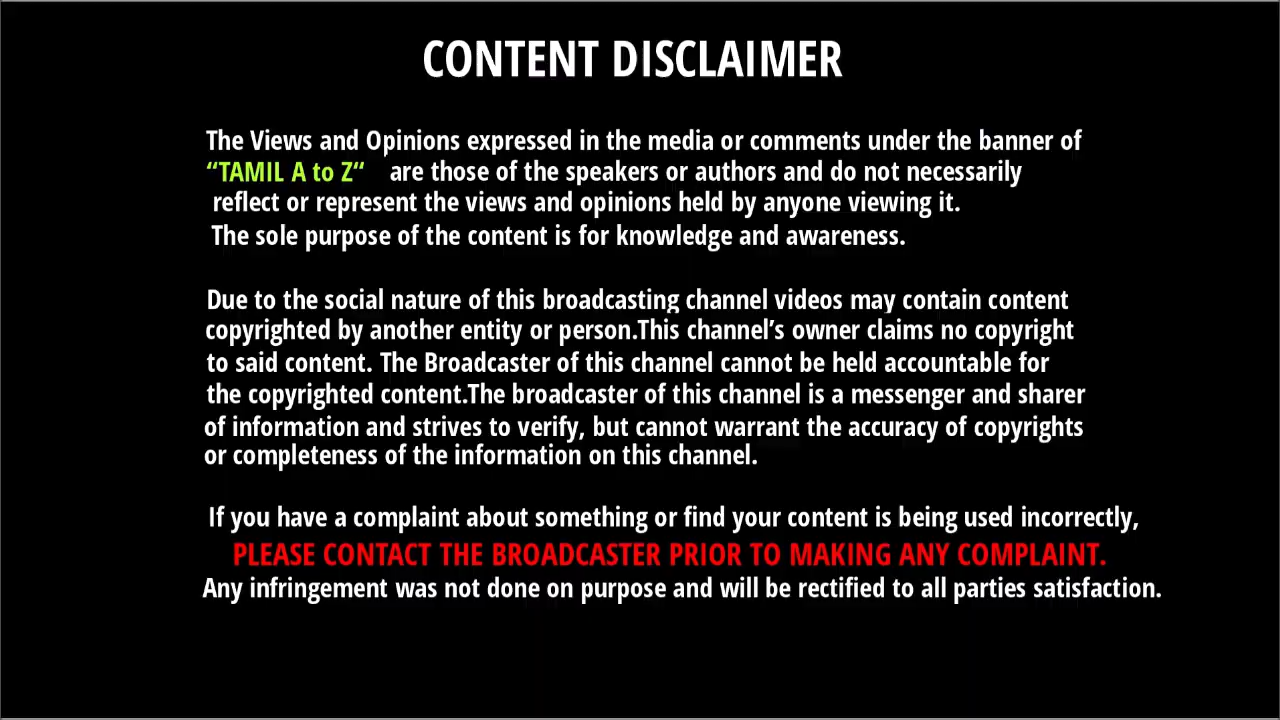 CONTENT DISCLAIMER
The Views and Opinions expressed in the media or comments under the banner of
“TAMIL A to Z“ are those of the speakers or authors and do not necessarily
reflect or represent the views and opinions held by anyone viewing it.
The sole purpose of the content is for knowledge and awareness.
Due to the social nature of this broadcasting channel videos may contain content
copyrighted by another entity or person.This channel’s owner claims no copyright
to said content. The Broadcaster of this channel cannot be held accountable for
the copyrighted content.The broadcaster of this channel is a messenger and sharer
of information and strives to verify, but cannot warrant the accuracy of copyrights
or completeness of the information on this channel.
If you have a complaint about something or find your content is being used incorrectly,
PLEASE CONTACT THE BROADCASTER PRIOR TO MAKING ANY COMPLAINT.
Any infringement was not done on purpose and will be rectified to all parties satisfaction.